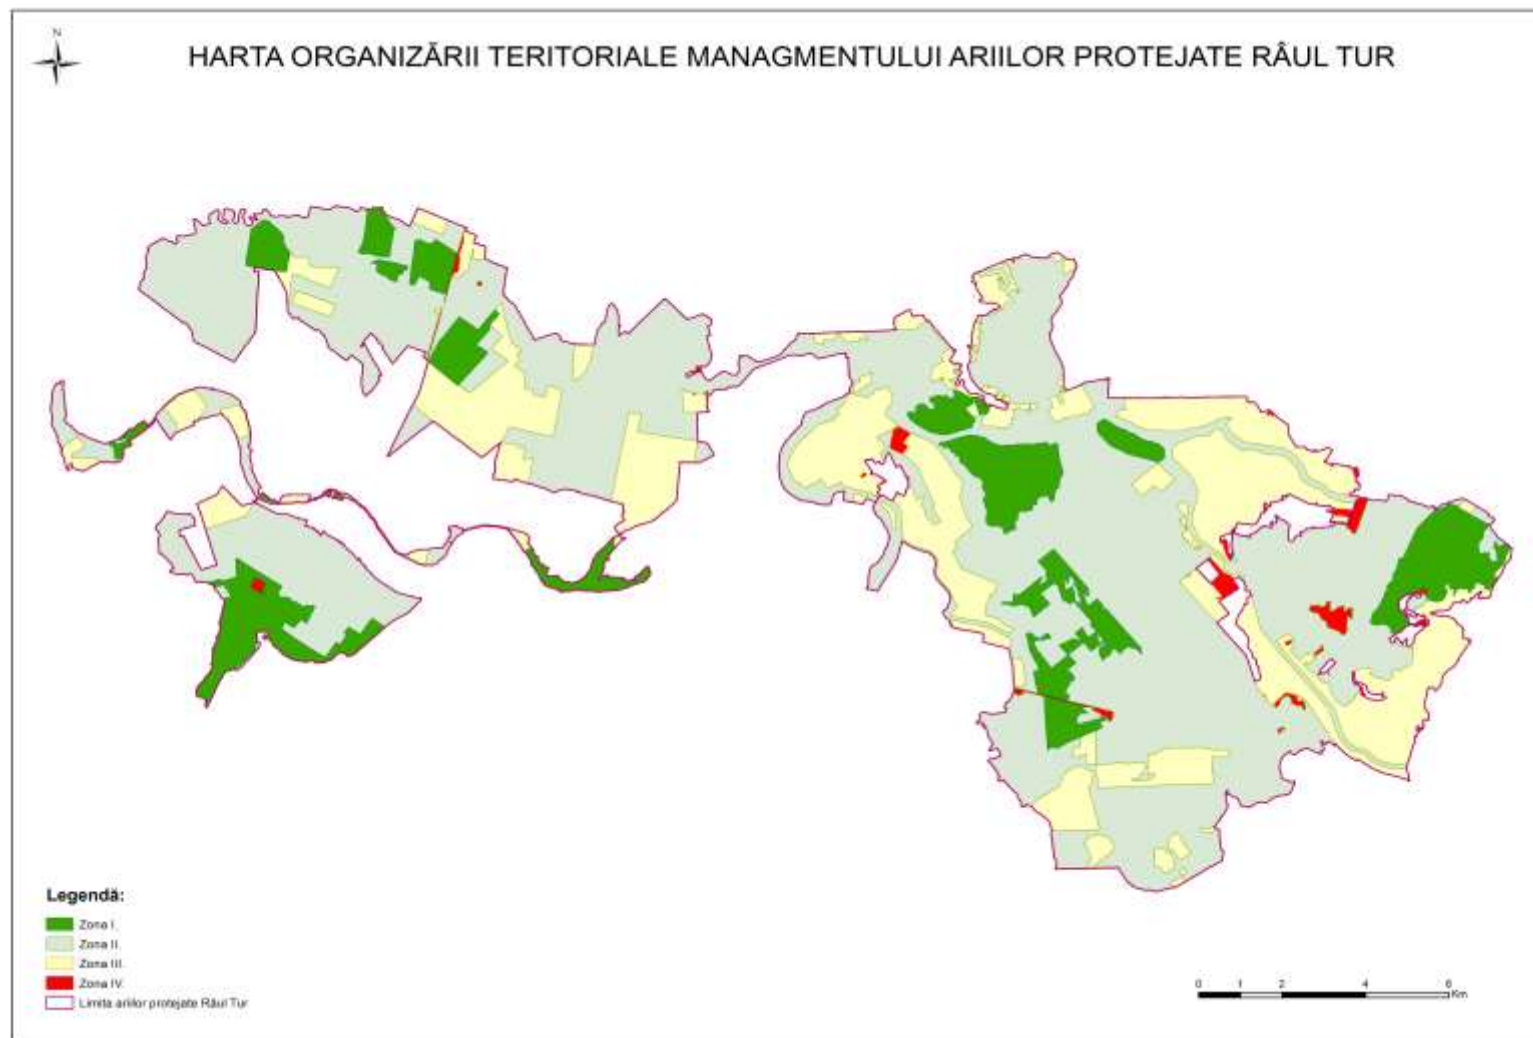 N
HARTA ORGANIZĂRII TERITORIALE MANAGMENTULUI ARIILOR PROTEJATE RÂUL TUR
Legendă:
Zona I.
Zona II.
Zona III.
Zona IV.
Limita ariilor protejate Râul Tur
0 1 2 4 6
Km